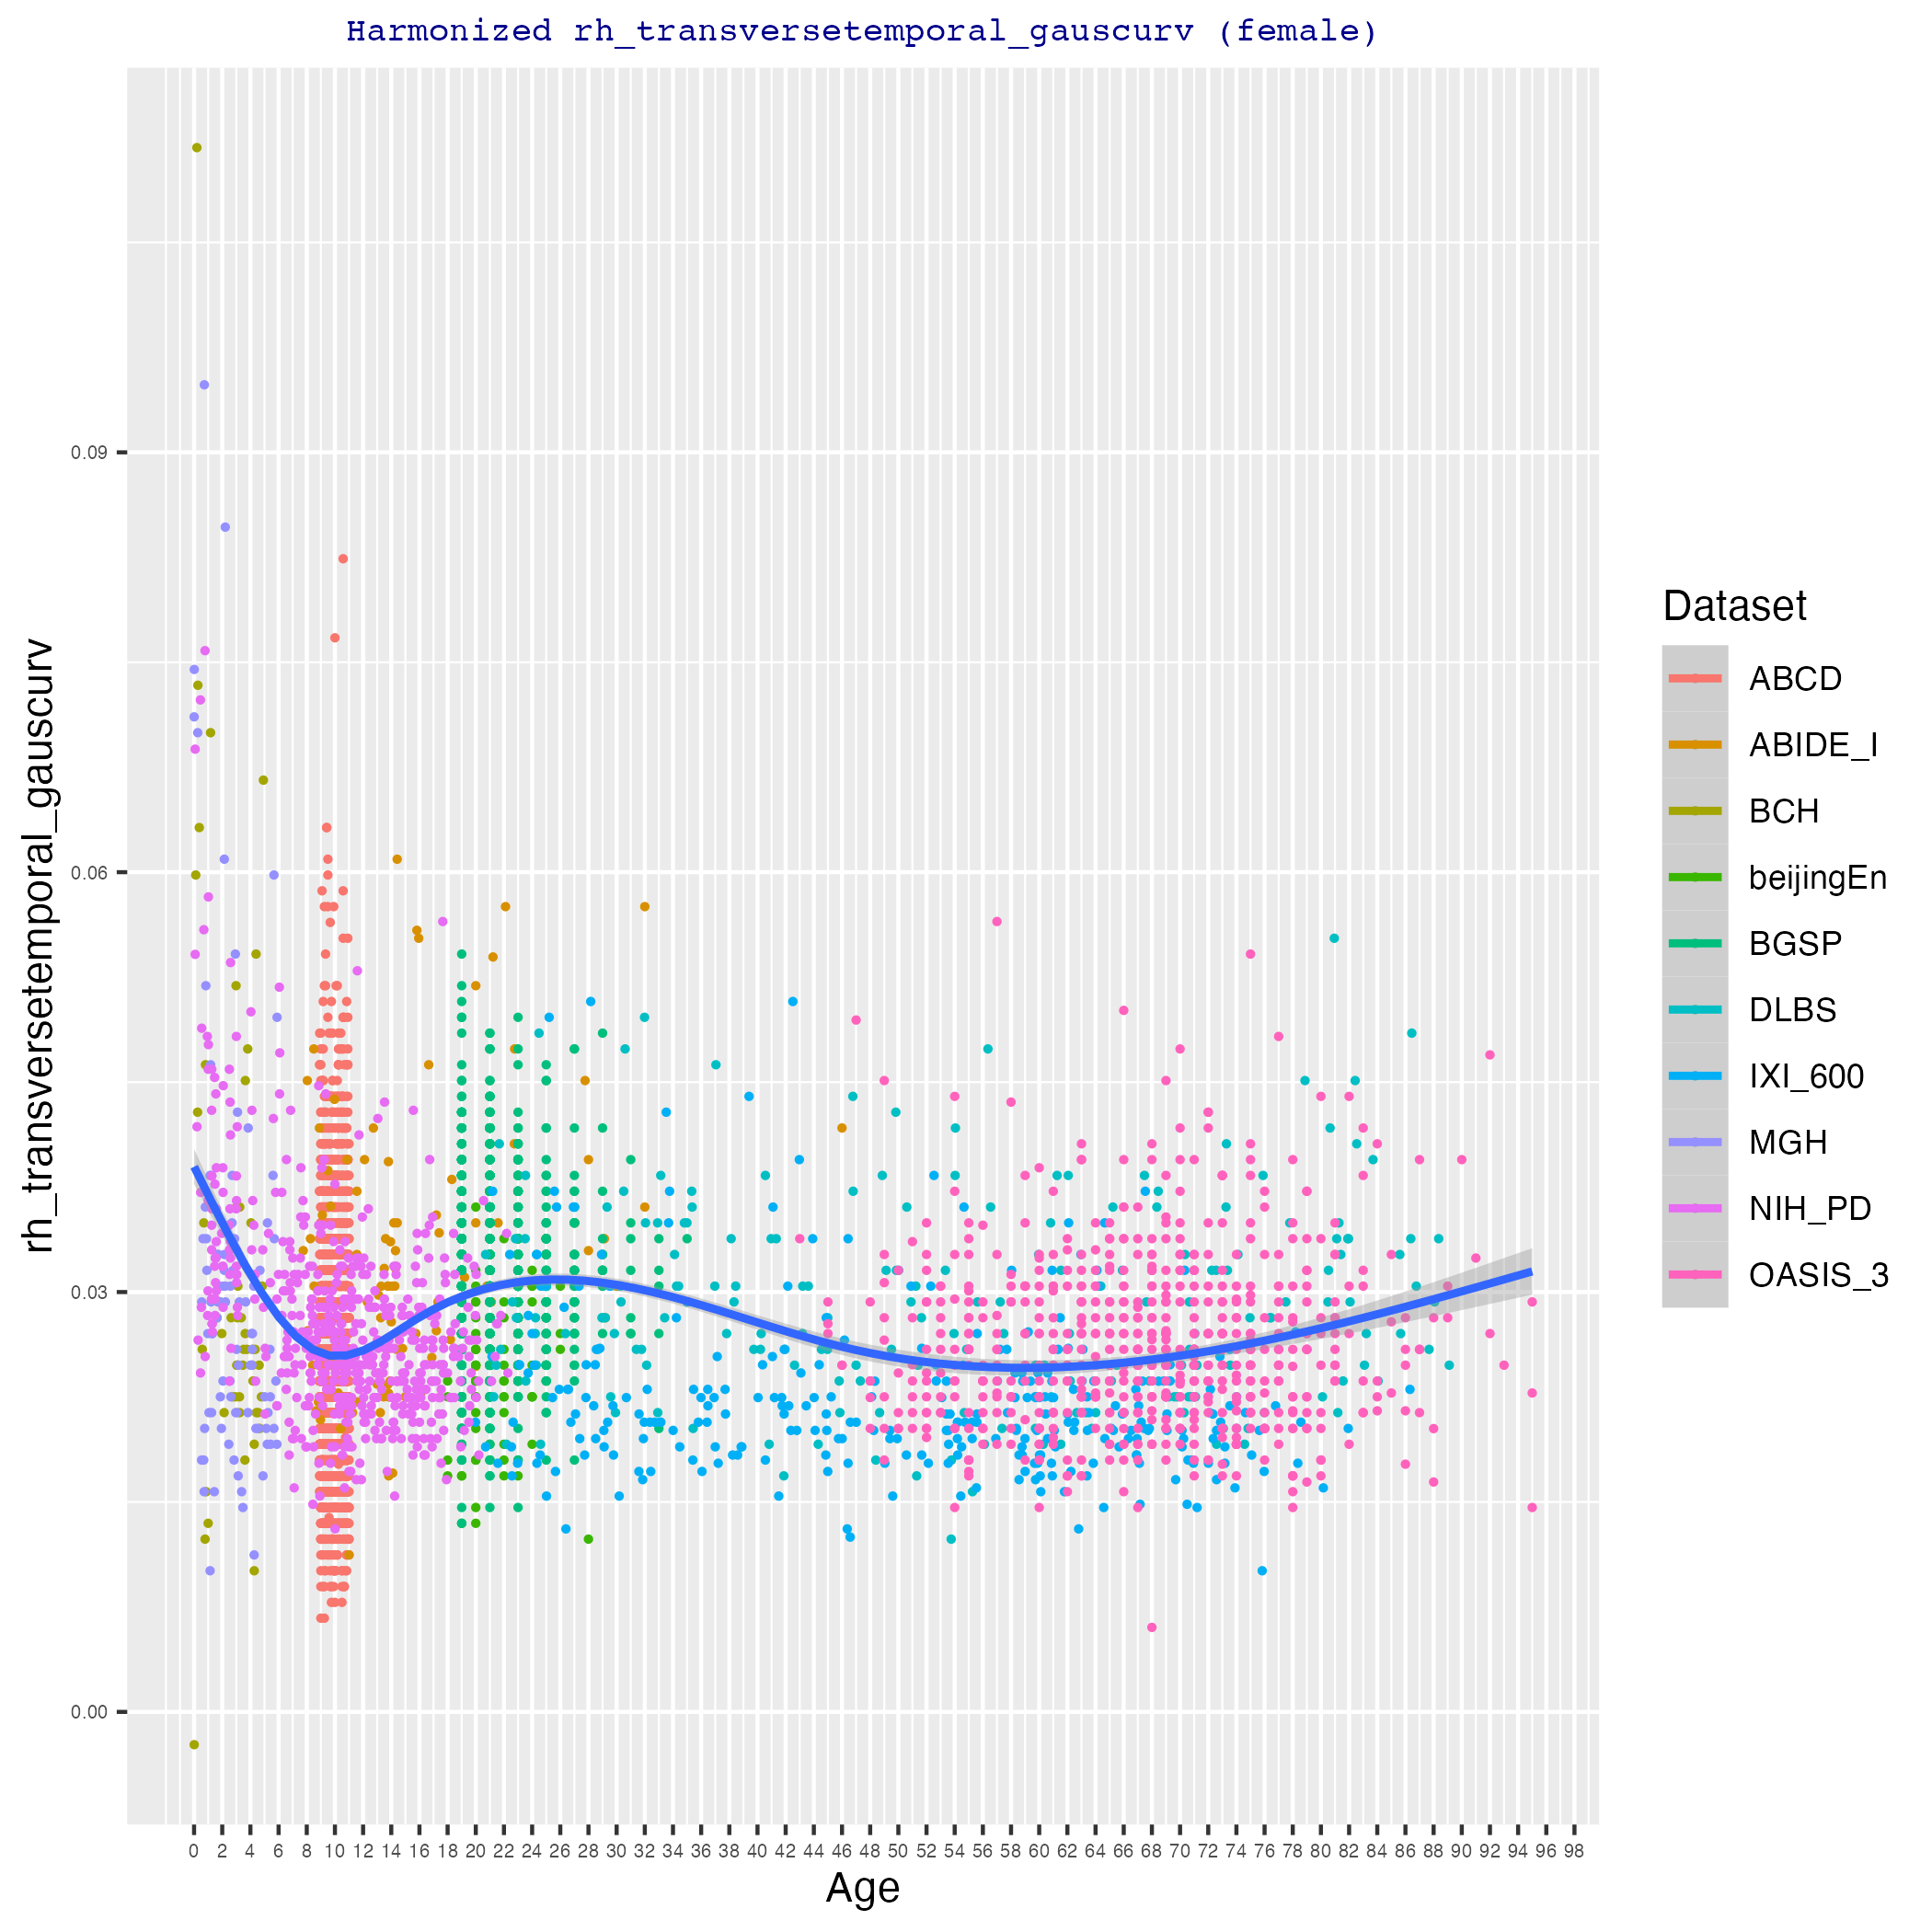 Harmonized rh_transversetemporal_gauscurv (female)
rh_transversetemporal_gauscurv
0.09
0.06
0.03
0.00
0 2 4 6 8 10 12 14 16 18 20 22 24 26 28 30 32 34 36 38 40 42 44 46 48 50 52 54 56 58 60 62 64 66 68 70 72 74 76 78 80 82 84 86 88 90 92 94 96 98
Age
Dataset
ABCD
ABIDE_I
BCH
beijingEn
BGSP
DLBS
IXI_600
MGH
NIH_PD
OASIS_3